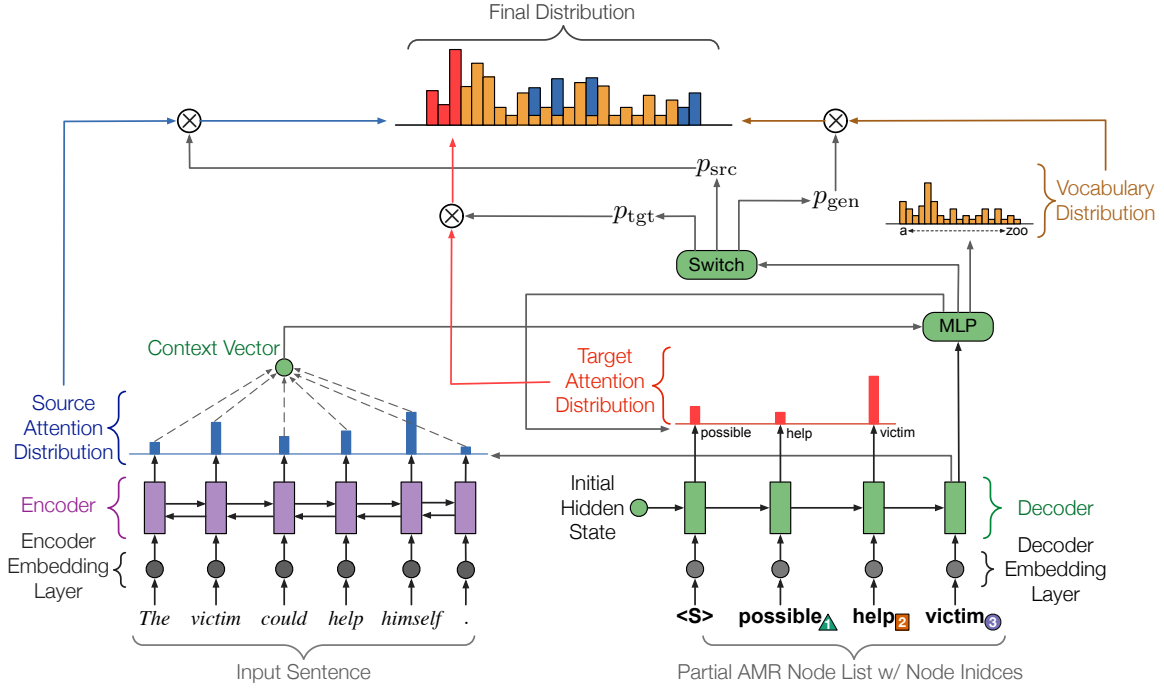 Final Distribution
p_src
p_tgt
p_gen
Vocabulary
Distribution
a
zoo
Switch
MLP
Context Vector
Target
Attention
Distribution
Source
Attention
Distribution
possible
help
victim
Encoder
Initial
Hidden
State
Decoder
Encoder
Embedding
Layer
Decoder
Embedding
Layer
The victim could help himself .
<S> possible 1 help 2 victim 3
Input Sentence
Partial AMR Node List w/ Node Inidces